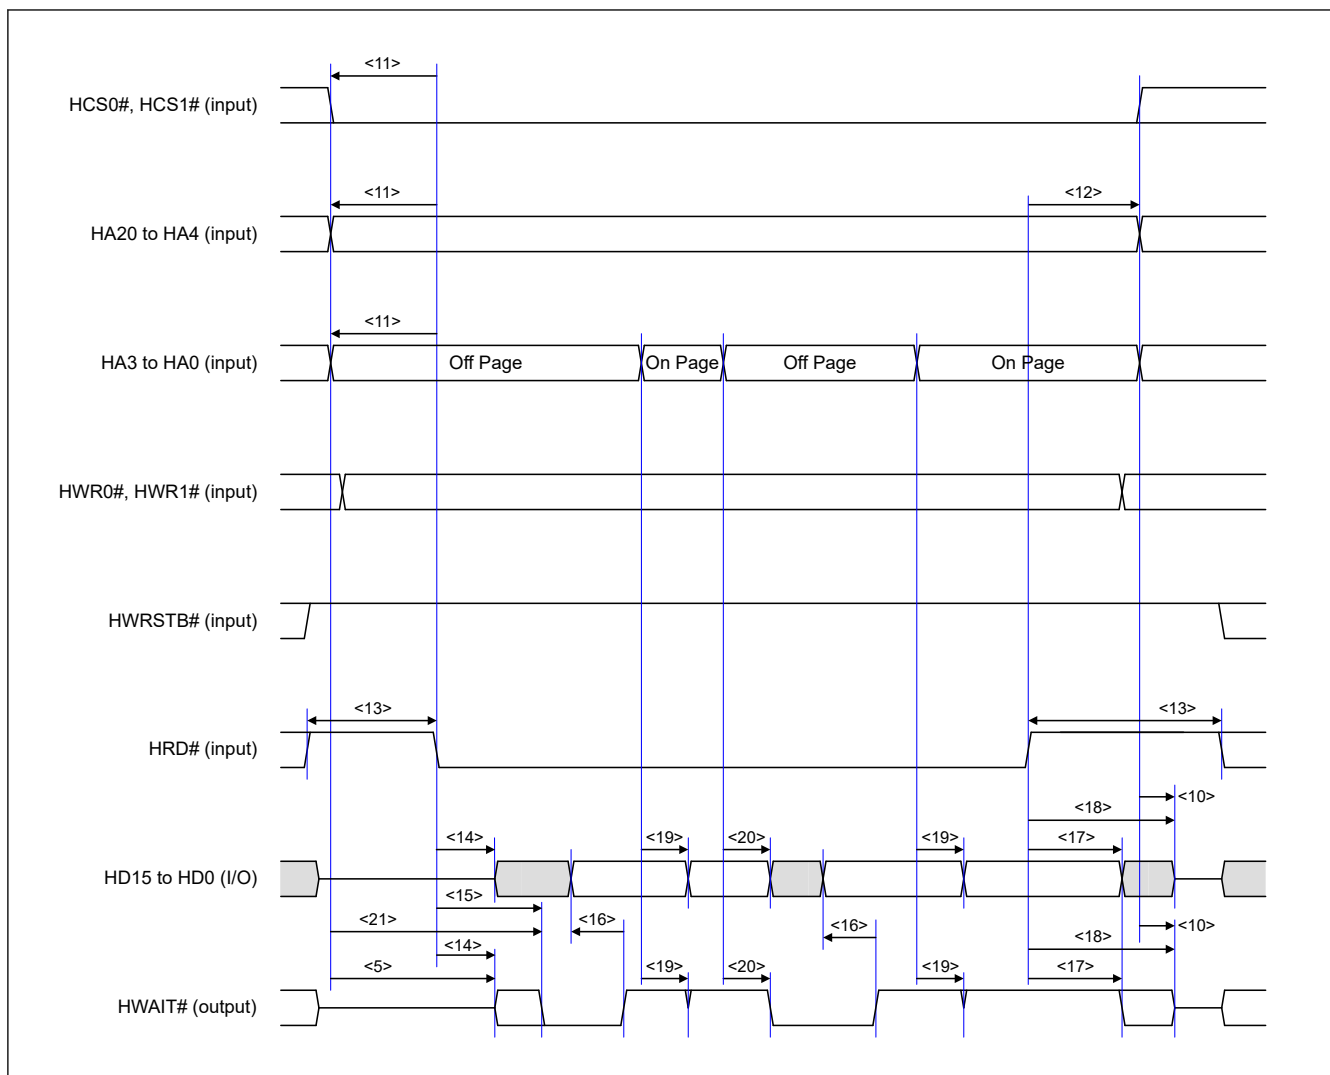 <11>
HCS0#, HCS1# (input)
<11>
<12>
HA20 to HA4 (input)
<11>
HA3 to HA0 (input)
Off Page
On Page
Off Page
On Page
HWR0#, HWR1# (input)
HWRSTB# (input)
<13>
<13>
HRD# (input)
<10>
<18>
<14>
<19>
<20>
<19>
<17>
HD15 to HD0 (I/O)
<15>
<21>
<16>
<16>
<10>
<18>
<14>
<5>
<19>
<20>
<19>
<17>
HWAIT# (output)